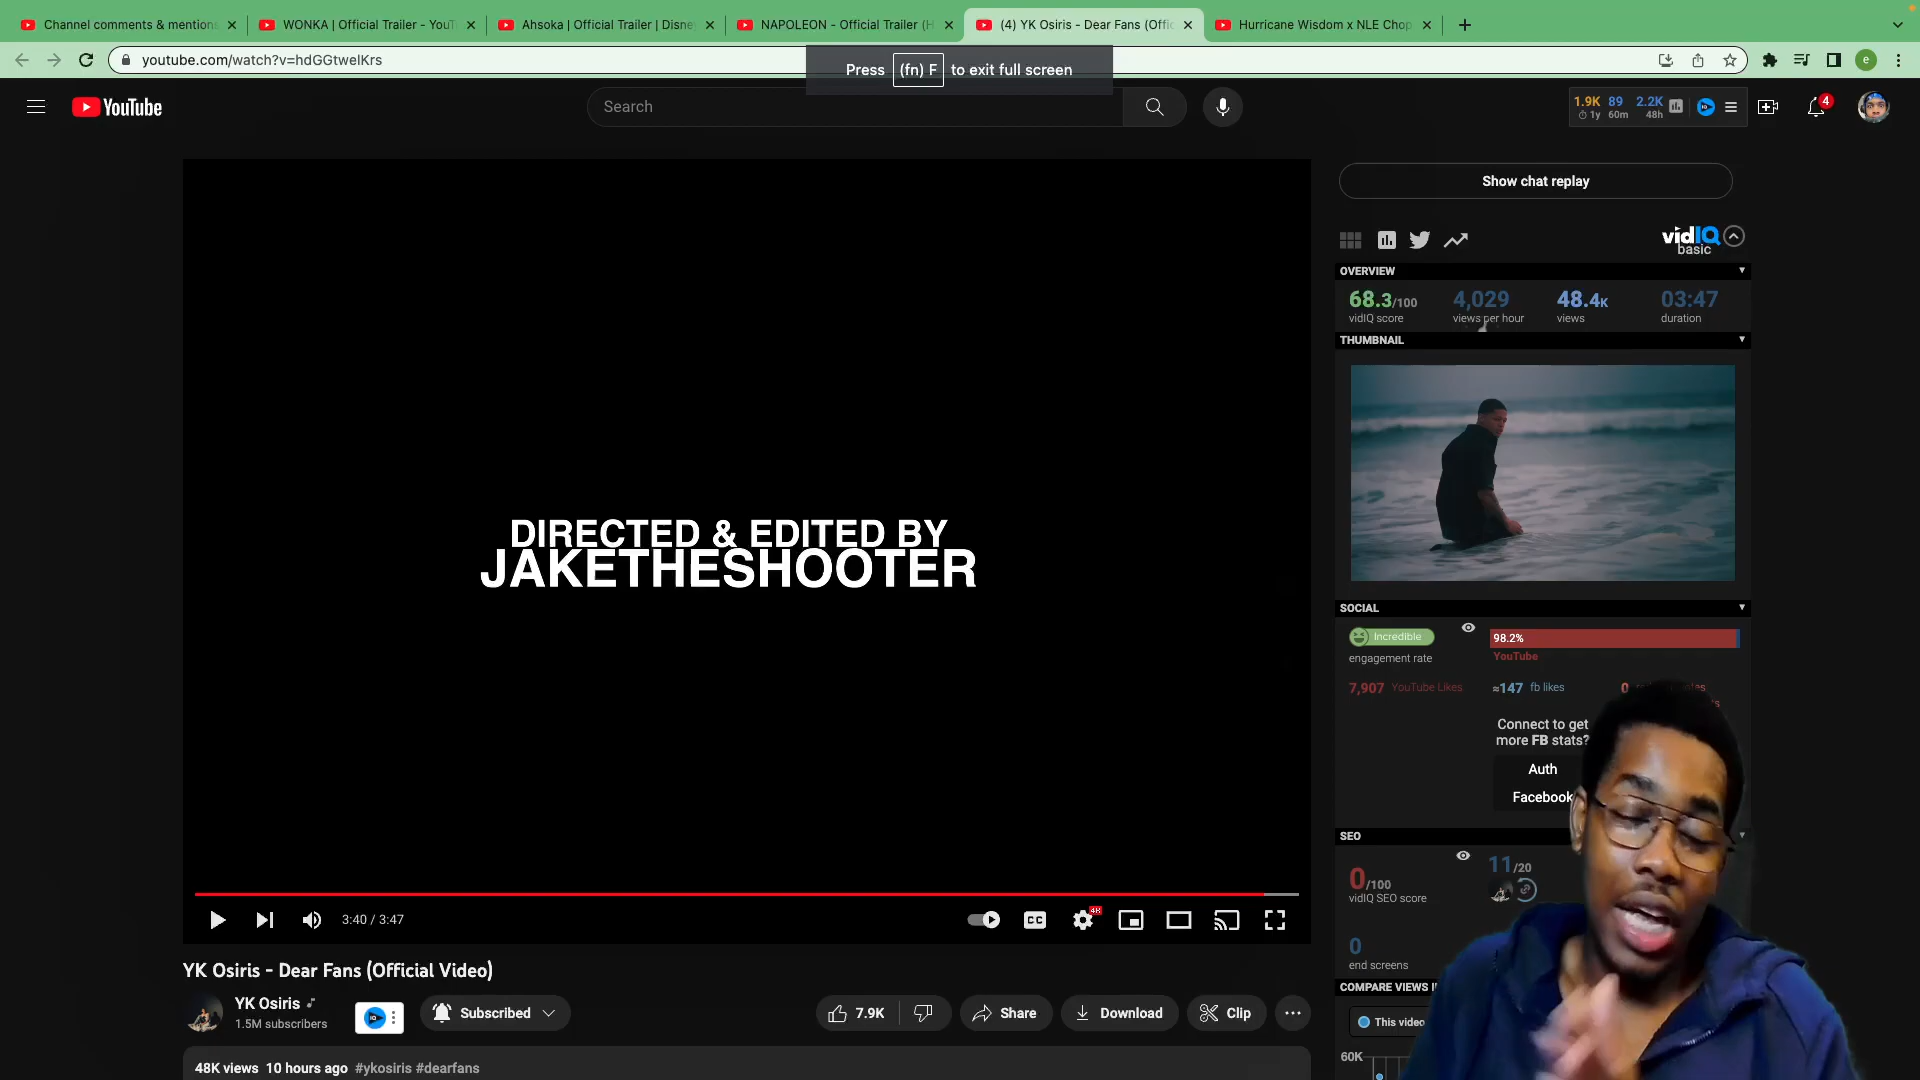 Channel comments & mentions
WONKA | Official Trailer - YouT
Ahsoka | Official Trailer | Disne
NAPOLEON - Official Trailer (H
(4) YK Osiris - Dear Fans (Offic
Hurricane Wisdom x NLE Chop
youtube.com/watch?v=hdGGtwelKrs
Press (fn) F to exit full screen
e
YouTube
Search
1.9K 89 2.2K
1y 60m 48h
4
Show chat replay
vidIQ
basic
OVERVIEW
68.3/100 4,029 48.4K 03:47
vidIQ score views per hour views duration
THUMBNAIL
DIRECTED & EDITED BY
JAKETHESHOOTER
SOCIAL
Incredible 98.2%
engagement rate YouTube
7,907 YouTube Likes ≈147 fb likes 0
Connect to get
more FB stats?
Auth
Facebook
SEO
0/100 11/20
vidIQ SEO score
0
end screens
COMPARE VIEWS
This video
60K
3:40 / 3:47
CC
4K
YK Osiris - Dear Fans (Official Video)
YK Osiris
1.5M subscribers
Subscribed
7.9K
Share
Download
Clip
48K views 10 hours ago #ykosiris #dearfans